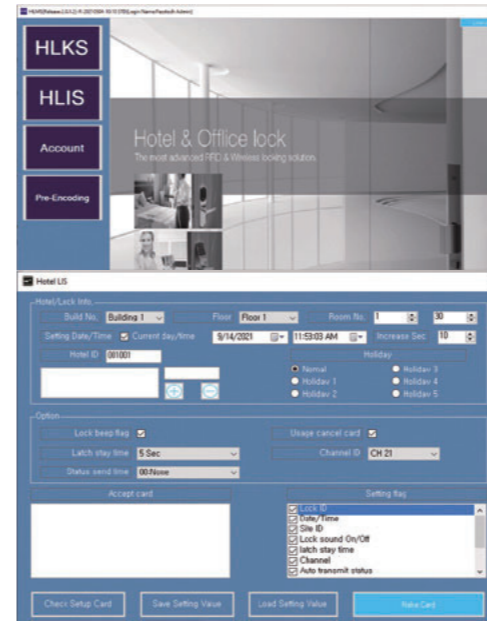 HLKS
HLIS
Account
Pre-Encoding
Hotel & Office lock
The most advanced RFID & Wireless locking solution
Hotel LIS
Hotel/Lock Info.
Build No. Building 1 Floor Floor 1 Room No. 1 30
Setting Date/Time Current day/time 9/14/2021 11:53:03 AM Increase Sec 10
Hotel ID 081001 Holiday
Normal Holiday 3
Holiday 1 Holiday 4
Holiday 2 Holiday 5
Option
Lock beep flag Usage cancel card
Latch stay time 5 Sec Channel ID CH 21
Status send time 00:None
Accept card Setting flag
Lock ID
Date/Time
Site ID
Lock sound On/Off
latch stay time
Channel
Auto transmit status
Check Setup Card Save Setting Value Load Setting Value Make Card